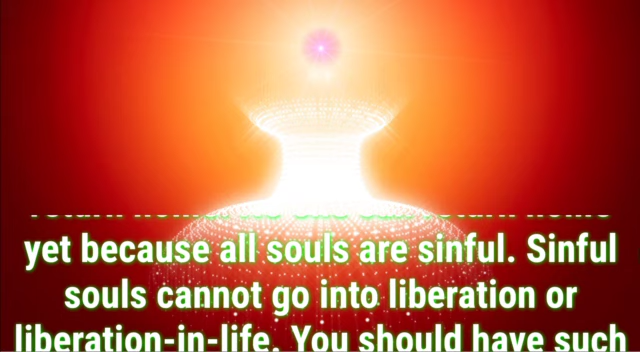 yet because all souls are sinful. Sinful
souls cannot go into liberation or
liberation-in-life. You should have such